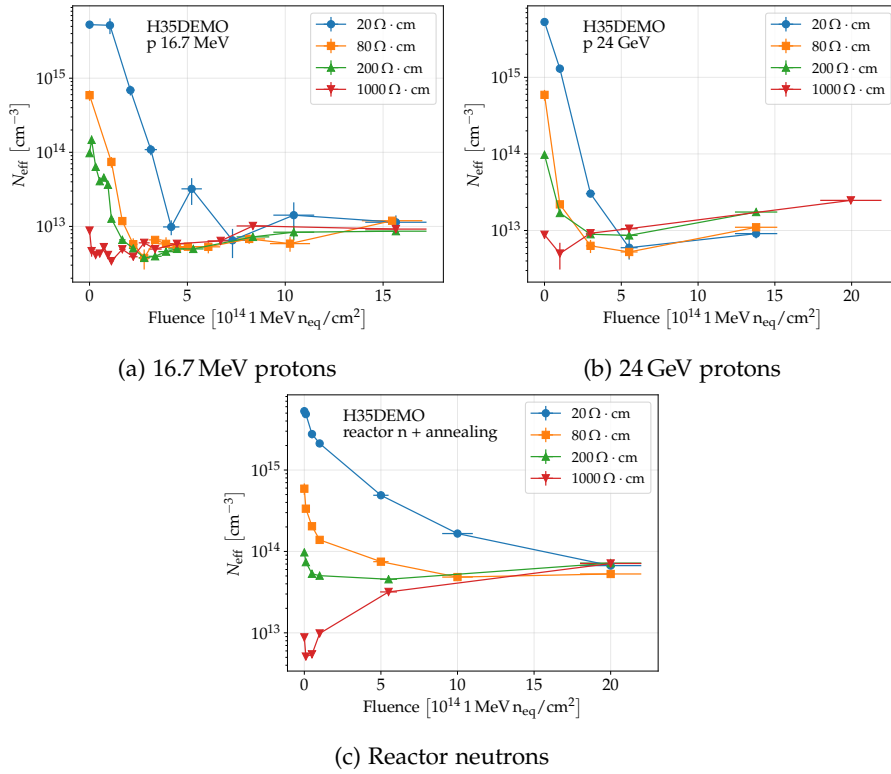 H35DEMO
p 16.7 MeV
20 Ω · cm
80 Ω · cm
200 Ω · cm
1000 Ω · cm
10^15
10^14
10^13
N_eff [cm^−3]
0 5 10 15
Fluence [10^14 1 MeV n_eq/cm^2]
(a) 16.7 MeV protons
H35DEMO
p 24 GeV
20 Ω · cm
80 Ω · cm
200 Ω · cm
1000 Ω · cm
10^15
10^14
10^13
N_eff [cm^−3]
0 5 10 15 20
Fluence [10^14 1 MeV n_eq/cm^2]
(b) 24 GeV protons
H35DEMO
reactor n + annealing
20 Ω · cm
80 Ω · cm
200 Ω · cm
1000 Ω · cm
10^15
10^14
10^13
N_eff [cm^−3]
0 5 10 15 20
Fluence [10^14 1 MeV n_eq/cm^2]
(c) Reactor neutrons